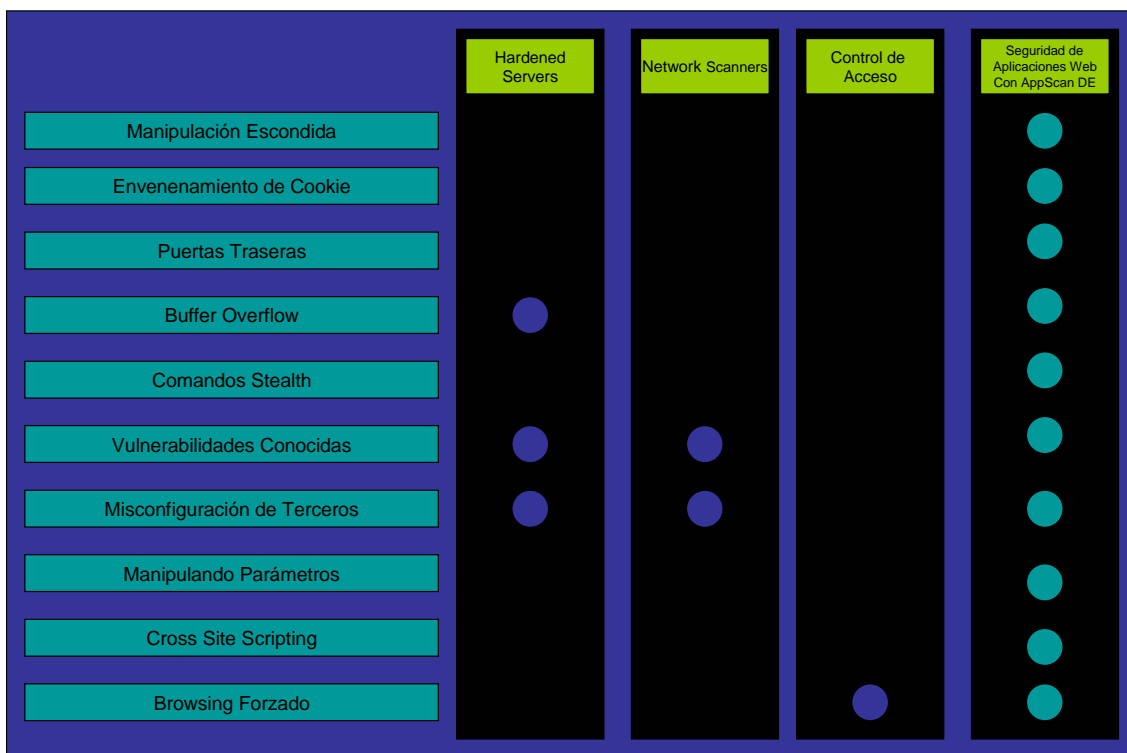 Hardened
Servers
Network Scanners
Control de
Acceso
Seguridad de
Aplicaciones Web
Con AppScan DE
Manipulación Escondida
Envenenamiento de Cookie
Puertas Traseras
Buffer Overflow
Comandos Stealth
Vulnerabilidades Conocidas
Misconfiguración de Terceros
Manipulando Parámetros
Cross Site Scripting
Browsing Forzado